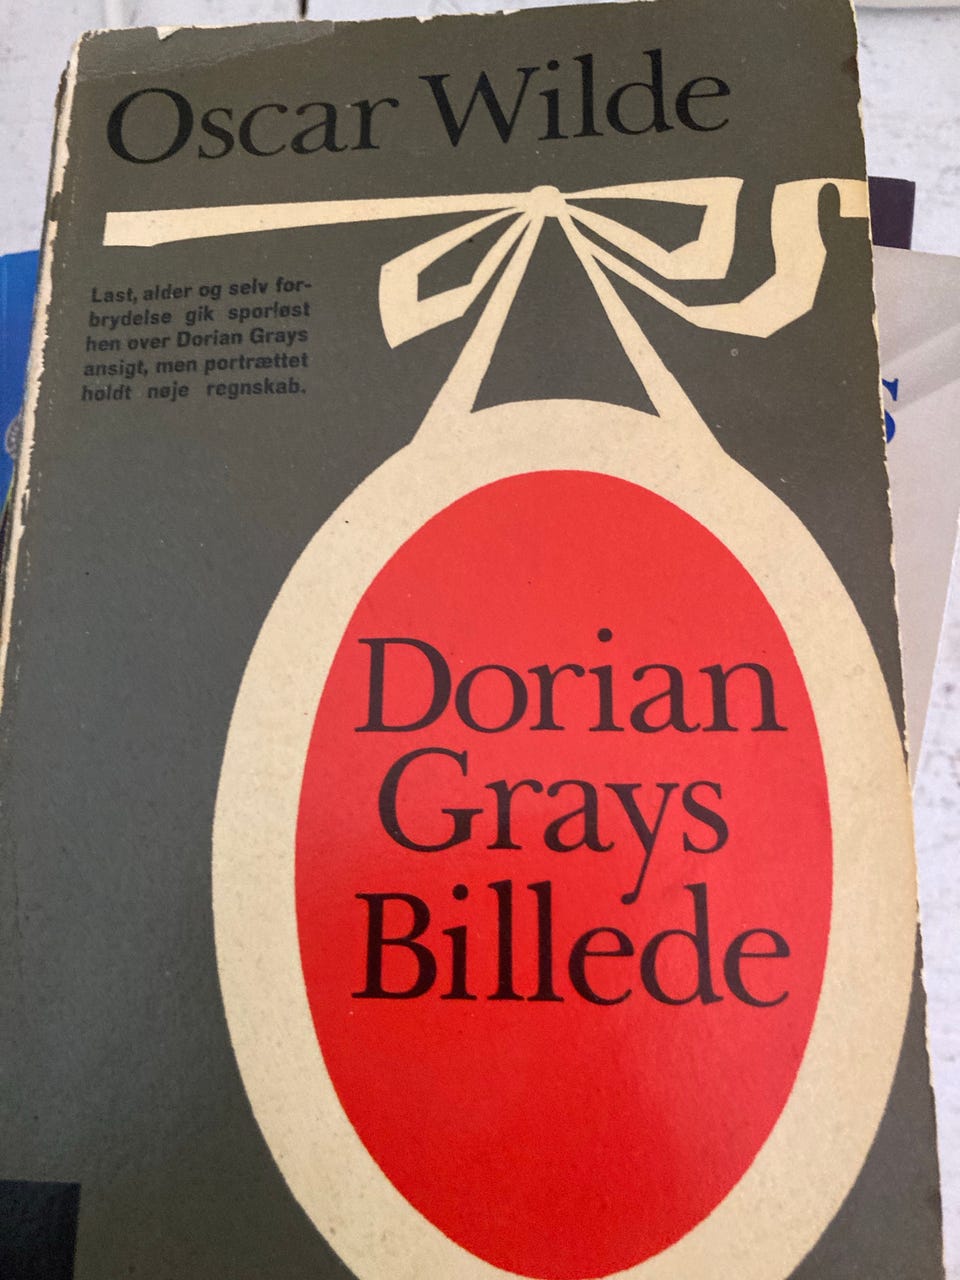 Oscar Wilde
Last, alder og selv for-
brydelse gik sporløst
hen over Dorian Grays
ansigt, men portrættet
holdt nøje regnskab.
Dorian
Grays
Billede